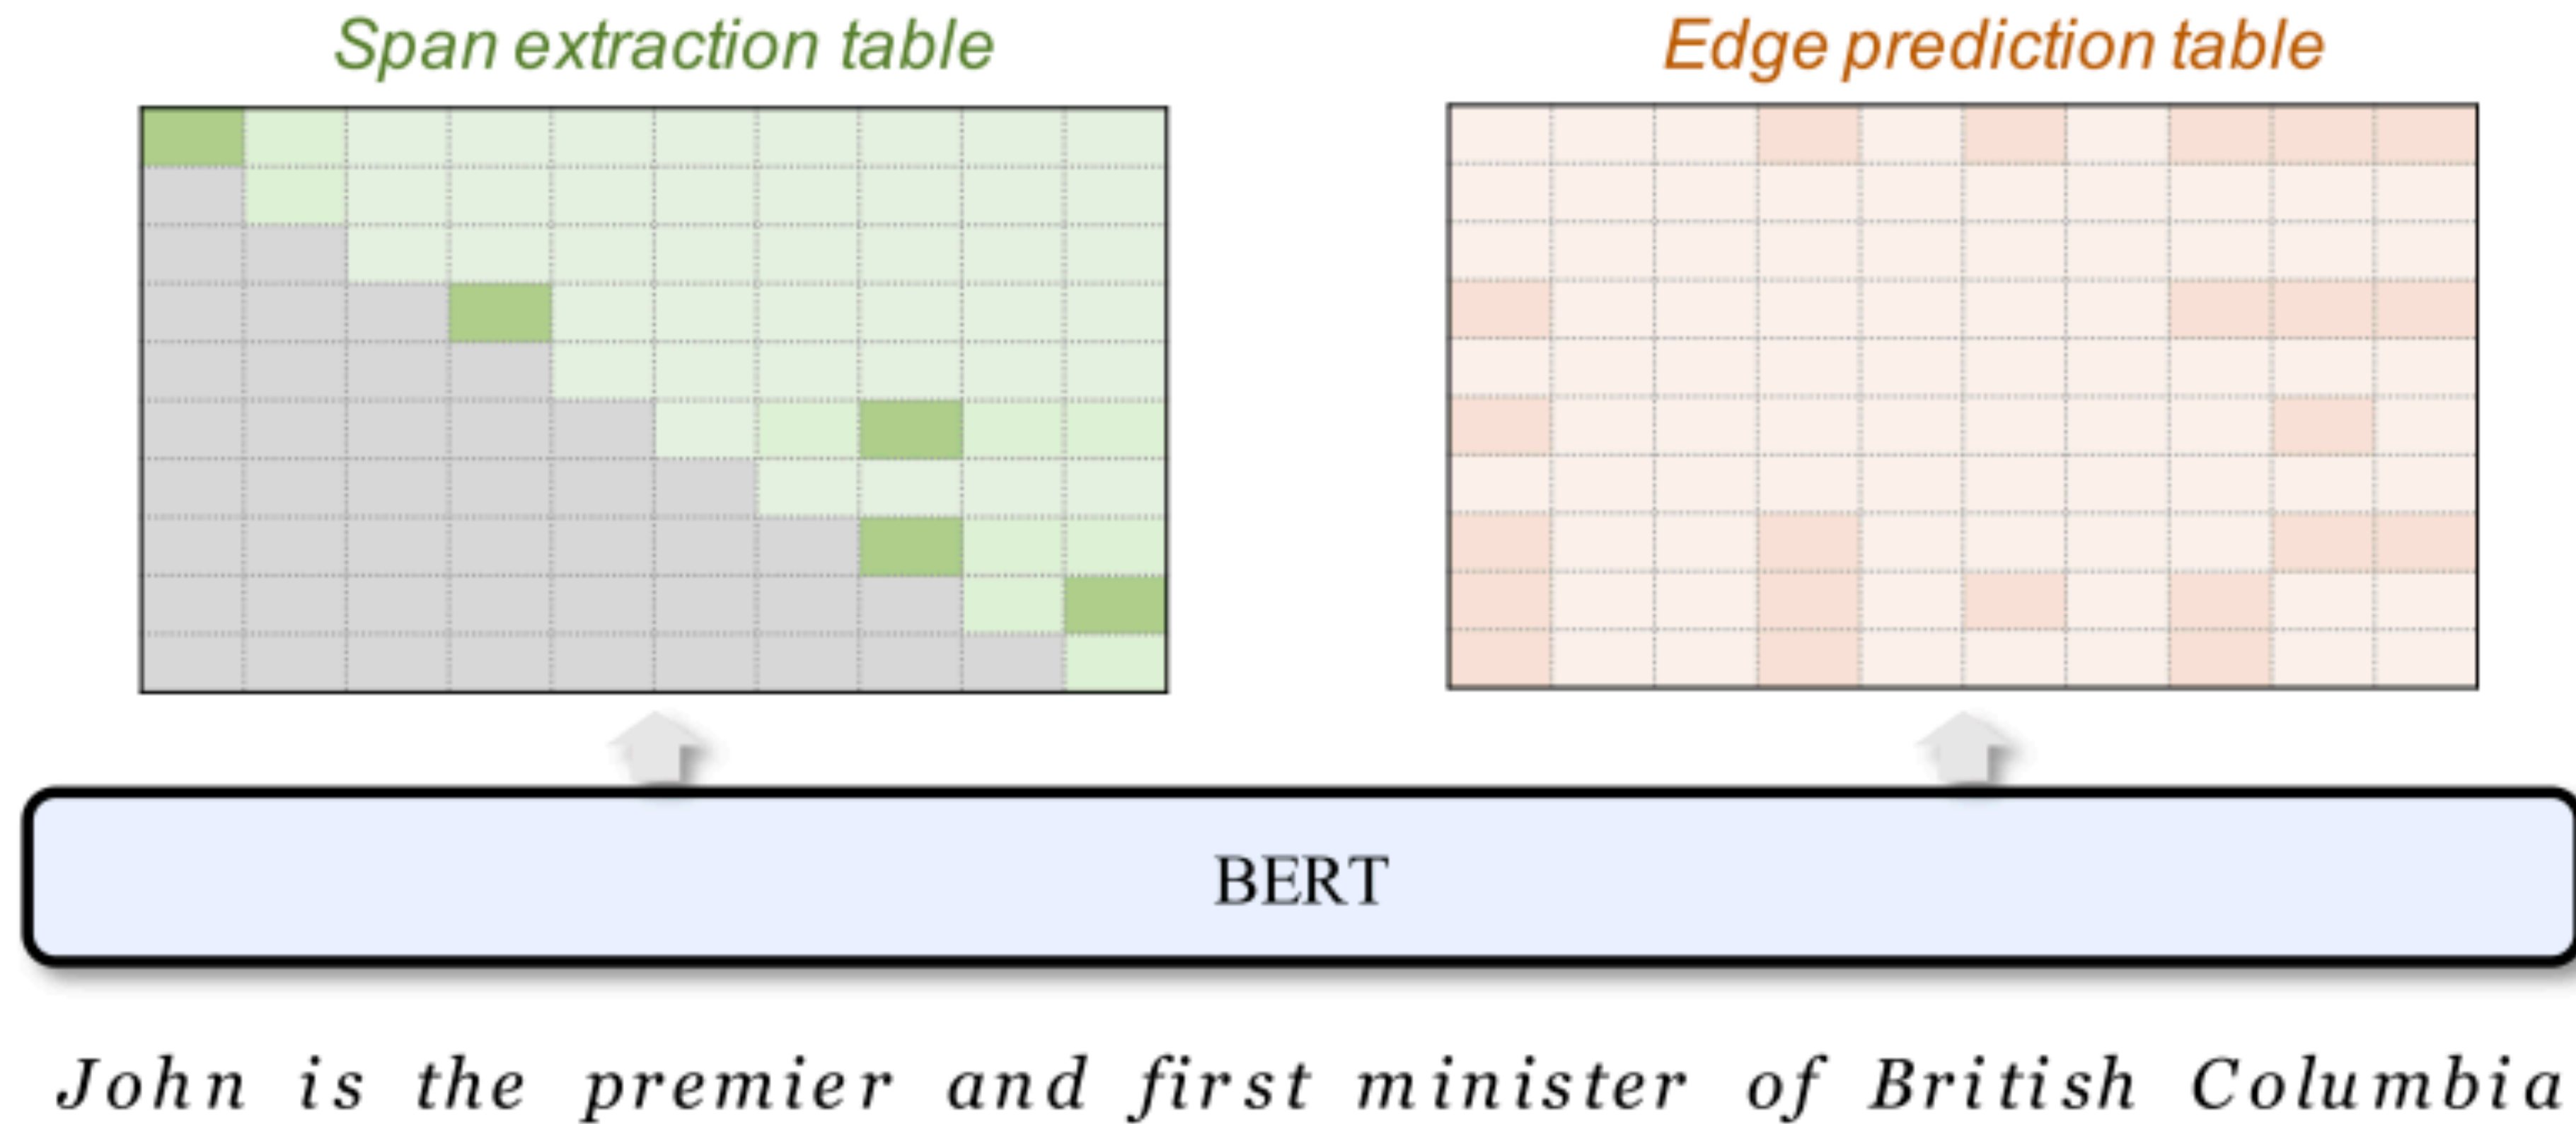 Span extraction table
Edge prediction table
BERT
John is the premier and first minister of British Columbia